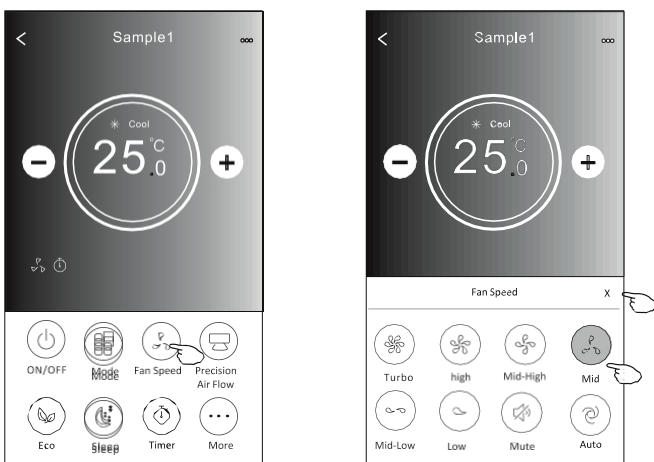 Sample1
Cool
25.0°C
ON/OFF
Mode
Fan Speed
Precision
Air Flow
Eco
Sleep
Timer
More
Sample1
Cool
25.0°C
Fan Speed
X
Turbo
high
Mid-High
Mid
Mid-Low
Low
Mute
Auto